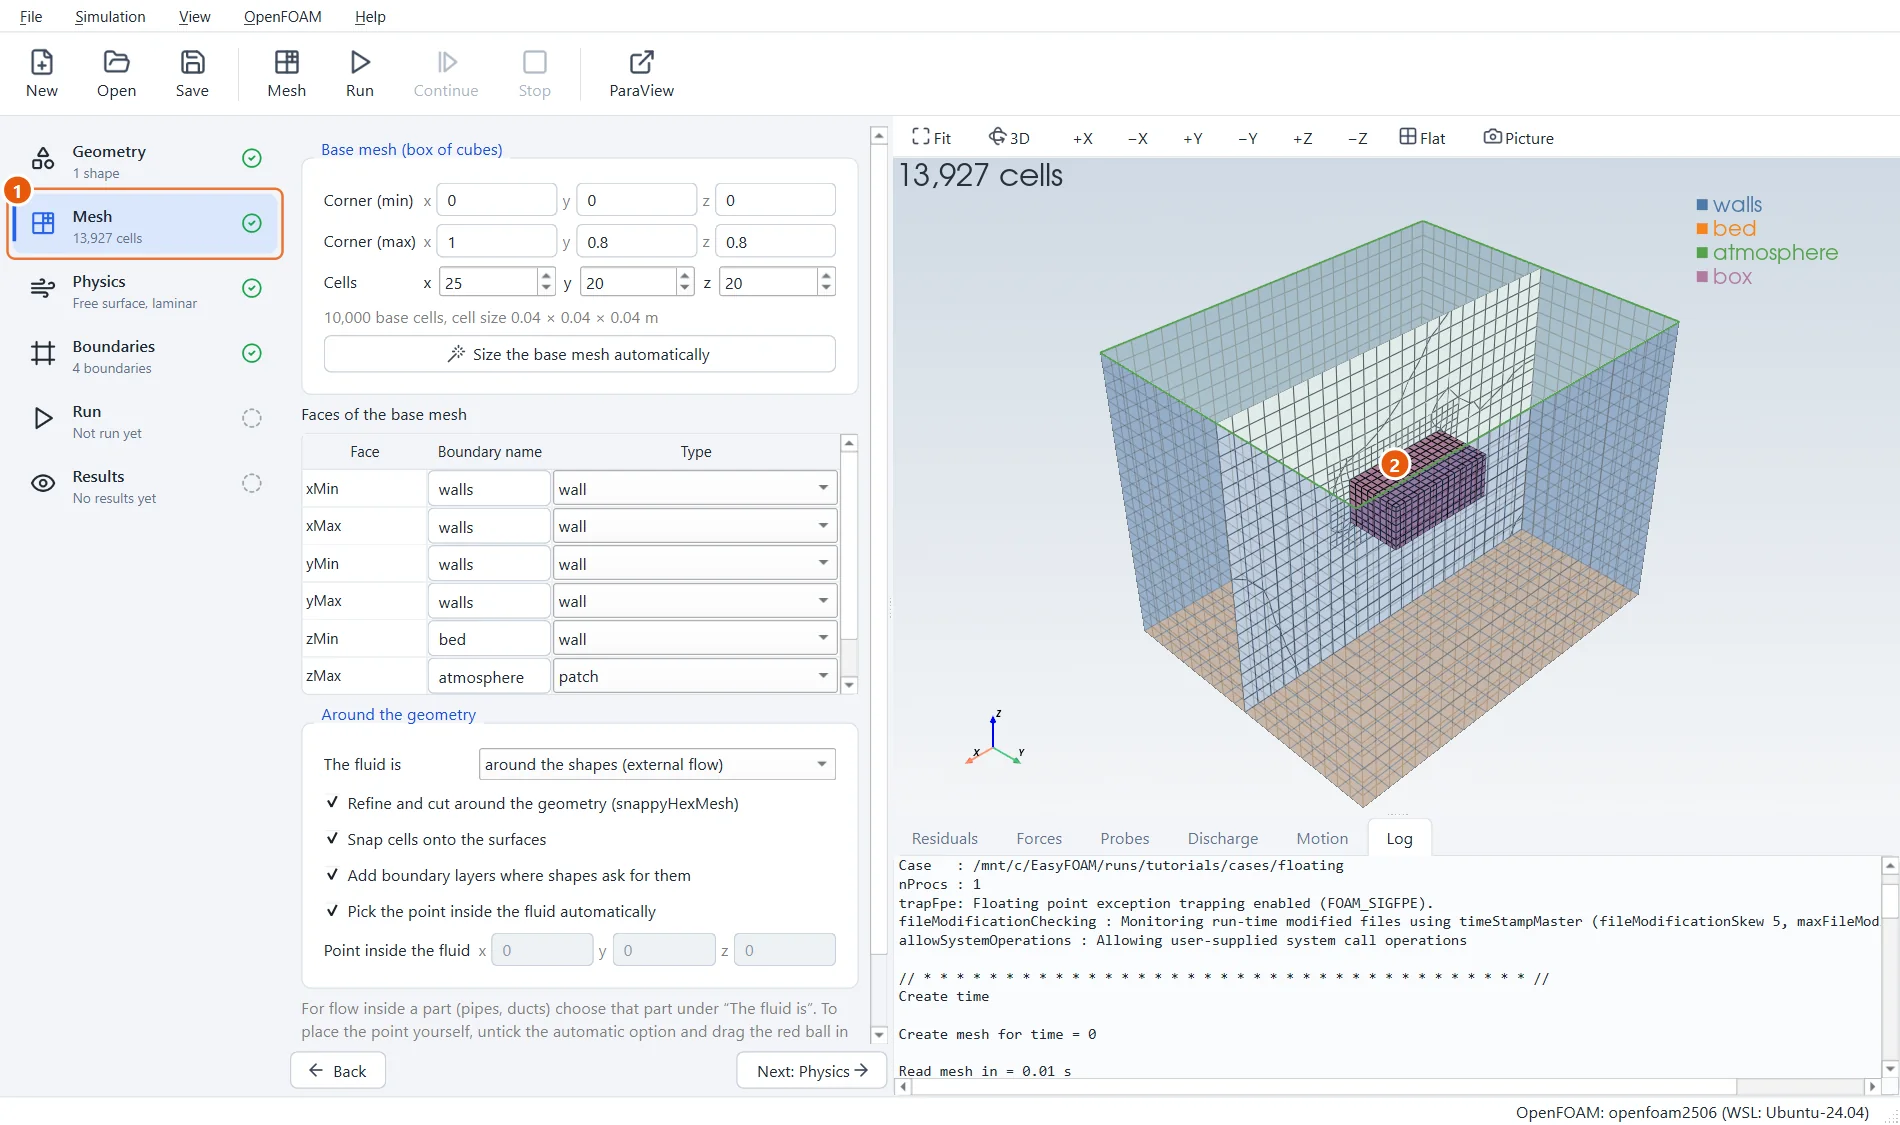 File Simulation View OpenFOAM Help
New Open Save Mesh Run Continue Stop ParaView
Geometry
1 shape
1
Mesh
13,927 cells
Physics
Free surface, laminar
Boundaries
4 boundaries
Run
Not run yet
Results
No results yet
Base mesh (box of cubes)
Corner (min) x 0 y 0 z 0
Corner (max) x 1 y 0.8 z 0.8
Cells x 25 y 20 z 20
10,000 base cells, cell size 0.04 × 0.04 × 0.04 m
Size the base mesh automatically
Faces of the base mesh
Face Boundary name Type
xMin walls wall
xMax walls wall
yMin walls wall
yMax walls wall
zMin bed wall
zMax atmosphere patch
Around the geometry
The fluid is around the shapes (external flow)
Refine and cut around the geometry (snappyHexMesh)
Snap cells onto the surfaces
Add boundary layers where shapes ask for them
Pick the point inside the fluid automatically
Point inside the fluid x 0 y 0 z 0
For flow inside a part (pipes, ducts) choose that part under “The fluid is”. To
place the point yourself, untick the automatic option and drag the red ball in
Back Next: Physics
Fit 3D +X −X +Y −Y +Z −Z Flat Picture
13,927 cells
walls
bed
atmosphere
box
2
Z
X Y
Residuals Forces Probes Discharge Motion Log
Case   : /mnt/c/EasyFOAM/runs/tutorials/cases/floating
nProcs : 1
trapFpe: Floating point exception trapping enabled (FOAM_SIGFPE).
fileModificationChecking : Monitoring run-time modified files using timeStampMaster (fileModificationSkew 5, maxFileMod
allowSystemOperations : Allowing user-supplied system call operations
// * * * * * * * * * * * * * * * * * * * * * * * * * * * * * * * * * * * * * //
Create time
Create mesh for time = 0
Read mesh in = 0.01 s
OpenFOAM: openfoam2506 (WSL: Ubuntu-24.04)